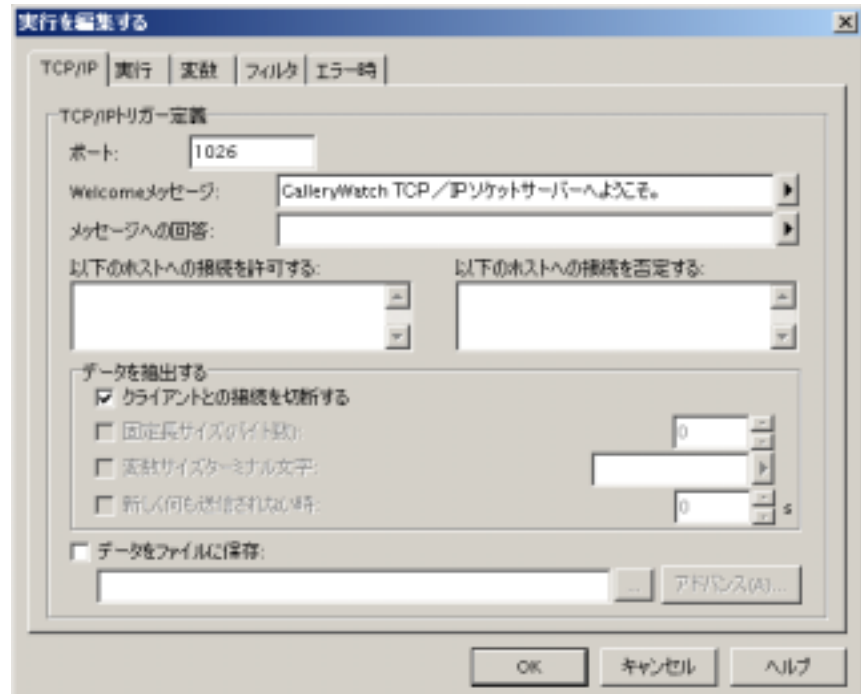 実行を編集する
TCP/IP 実行 変数 フィルタ エラー時
TCP/IPトリガー定義
ポート: 1026
Welcomeメッセージ: GalleryWatch TCP／IPソケットサーバーへようこそ。
メッセージへの回答:
以下のホストへの接続を許可する: 以下のホストへの接続を否定する:
データを抽出する
クライアントとの接続を切断する
固定長サイズ(バイト数): 0
変数サイズターミナル文字:
新しく何も送信されない時: 0 s
データをファイルに保存:
... アドバンス(A)...
OK キャンセル ヘルプ